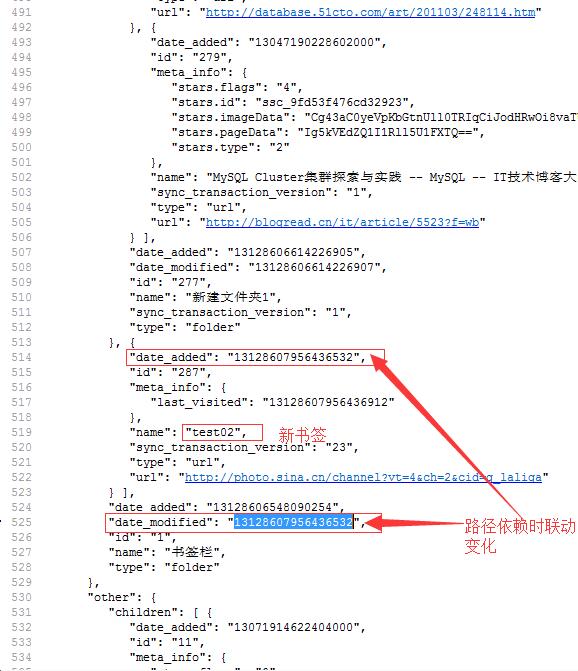 491 "url": "http://database.51cto.com/art/201103/248114.htm"
492 }, {
493 "date_added": "13047190228602000",
494 "id": "279",
495 "meta_info": {
496 "stars.flags": "4",
497 "stars.id": "ssc_9fd53f476cd32923",
498 "stars.imageData": "Cg43aC0yeVpKbGtnUll0TRIqCiJodHRwOi8vaT
499 "stars.pageData": "Ig5kVEdZQ1I1Rll5U1FXTQ==",
500 "stars.type": "2"
501 },
502 "name": "MySQL Cluster集群探索与实践 -- MySQL -- IT技术博客大
503 "sync_transaction_version": "1",
504 "type": "url",
505 "url": "http://blogread.cn/it/article/5523?f=wb"
506 } ],
507 "date_added": "13128606614226905",
508 "date_modified": "13128606614226907",
509 "id": "277",
510 "name": "新建文件夹1",
511 "sync_transaction_version": "1",
512 "type": "folder"
513 }, {
514 "date_added": "13128607956436532",
515 "id": "287",
516 "meta_info": {
517 "last_visited": "13128607956436912"
518 },
519 "name": "test02", 新书签
520 "sync_transaction_version": "23",
521 "type": "url",
522 "url": "http://photo.sina.cn/channel?vt=4&ch=2&cid=q_laliga"
523 } ],
524 "date_added": "13128606548090254",
525 "date_modified": "13128607956436532", 路径依赖时联动
526 "id": "1", 变化
527 "name": "书签栏",
528 "type": "folder"
529 },
530 "other": {
531 "children": [ {
532 "date_added": "13071914622404000",
533 "id": "11",
534 "meta_info": {